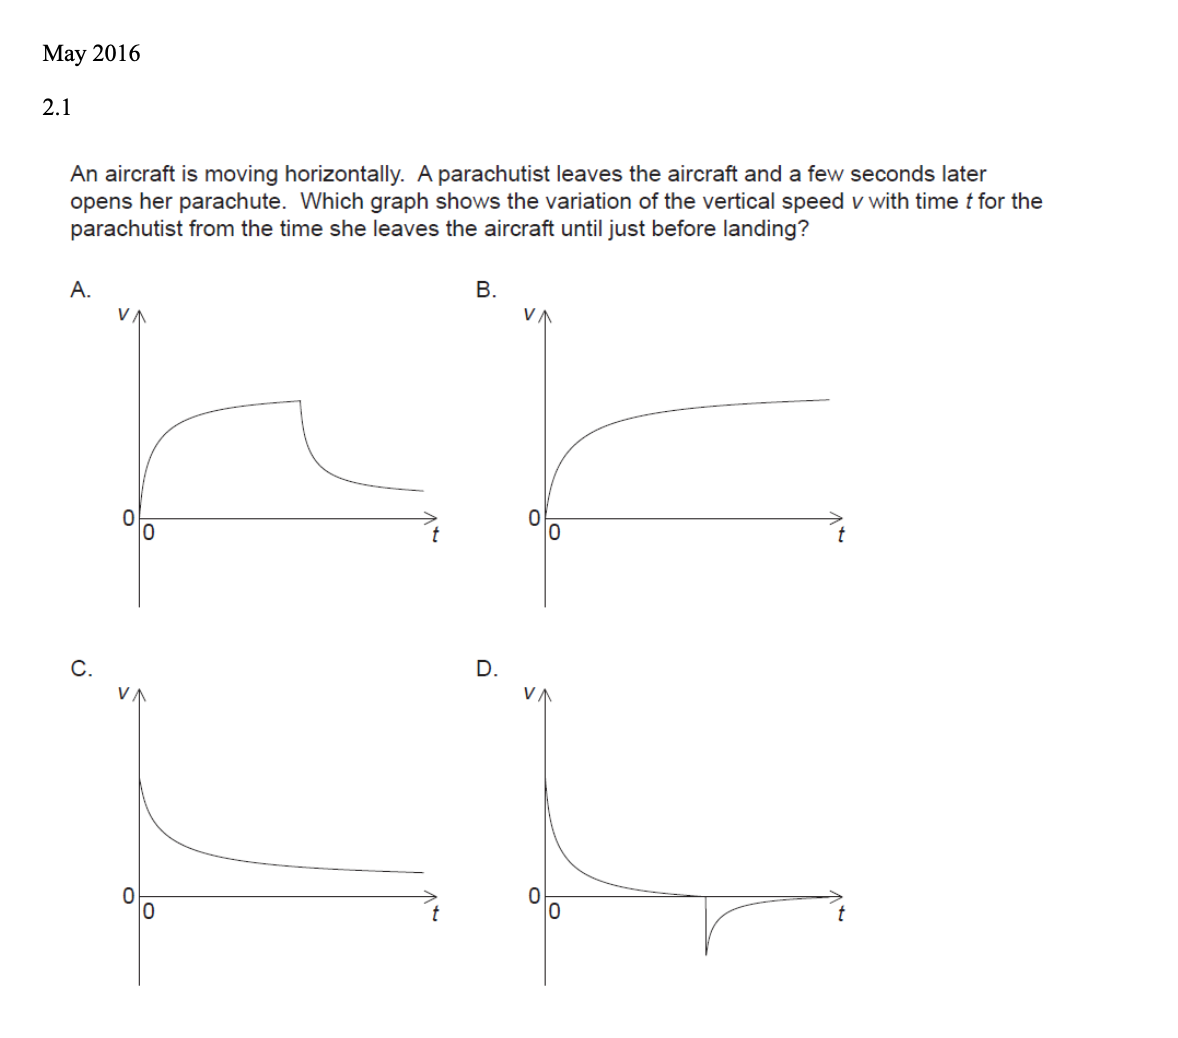 May 2016
2.1
An aircraft is moving horizontally. A parachutist leaves the aircraft and a few seconds later
opens her parachute. Which graph shows the variation of the vertical speed v with time t for the
parachutist from the time she leaves the aircraft until just before landing?
A.
B.
v
v
0
0
t
0
0
t
C.
D.
v
v
0
0
t
0
0
t